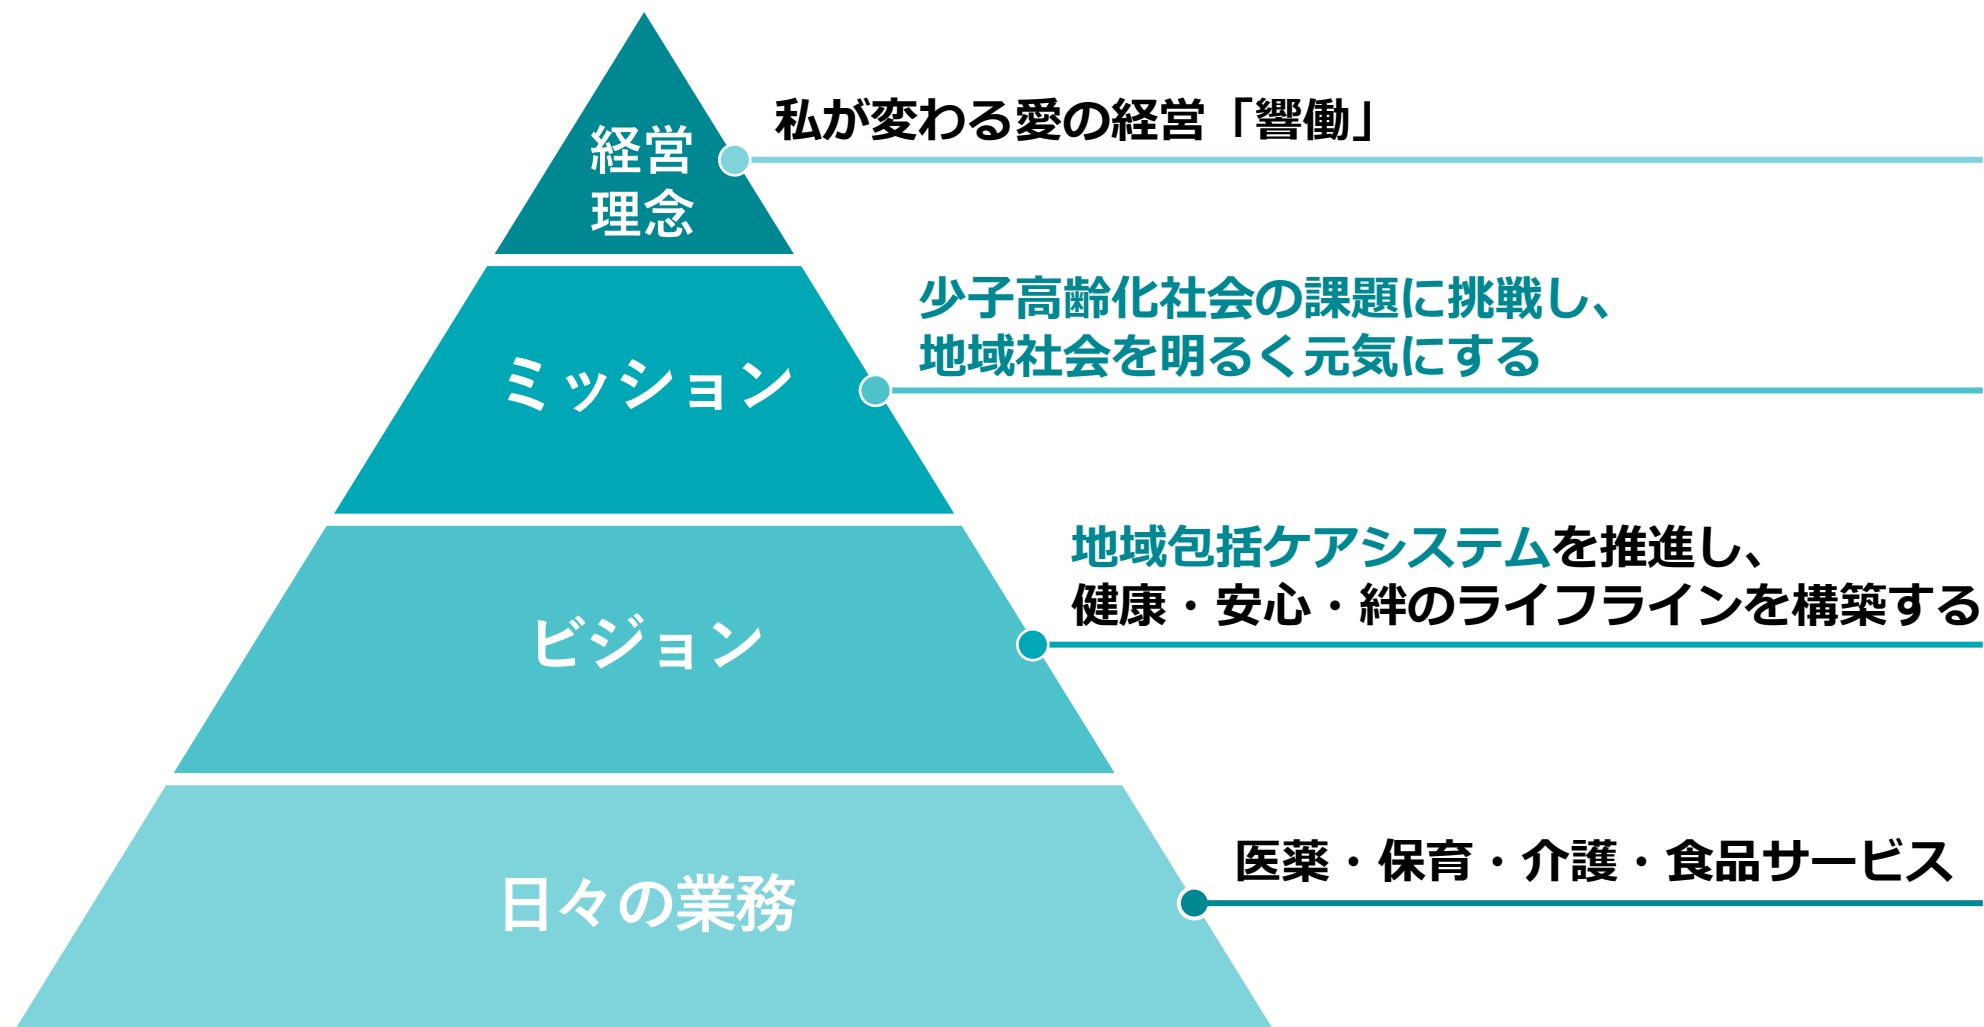 経営
理念
私が変わる愛の経営「響働」
ミッション
少子高齢化社会の課題に挑戦し、
地域社会を明るく元気にする
ビジョン
地域包括ケアシステムを推進し、
健康・安心・絆のライフラインを構築する
日々の業務
医薬・保育・介護・食品サービス